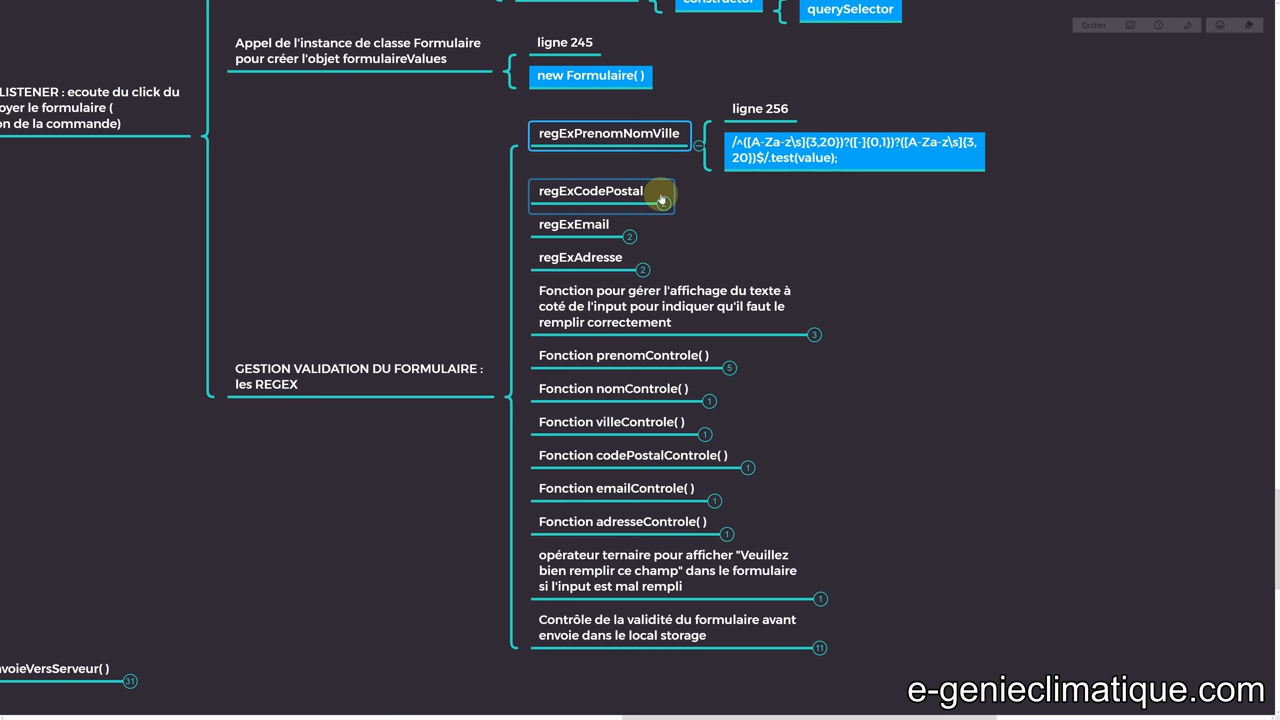 constructor
querySelector
Quitter
Appel de l'instance de classe Formulaire
pour créer l'objet formulaireValues
ligne 245
new Formulaire( )
LISTENER : ecoute du click du
oyer le formulaire (
on de la commande)
regExPrenomNomVille
ligne 256
/^([A-Za-z\s]{3,20})?([-]{0,1})?([A-Za-z\s]{3,
20})$/.test(value);
regExCodePostal
regExEmail
2
regExAdresse
2
Fonction pour gérer l'affichage du texte à
coté de l'input pour indiquer qu'il faut le
remplir correctement
3
Fonction prenomControle( )
5
GESTION VALIDATION DU FORMULAIRE :
les REGEX
Fonction nomControle( )
1
Fonction villeControle( )
1
Fonction codePostalControle( )
1
Fonction emailControle( )
1
Fonction adresseControle( )
1
opérateur ternaire pour afficher "Veuillez
bien remplir ce champ" dans le formulaire
si l'input est mal rempli
1
Contrôle de la validité du formulaire avant
envoie dans le local storage
11
nvoieVersServeur( )
31
e-genieclimatique.com